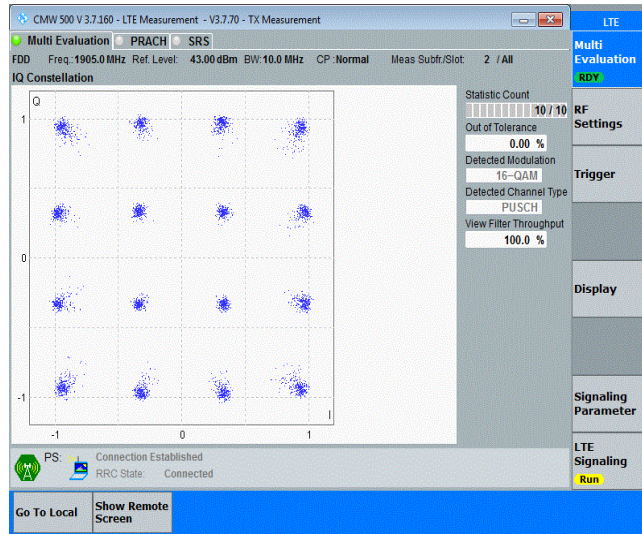 CMW 500 V 3.7.160 - LTE Measurement - V3.7.70 - TX Measurement
LTE
Multi Evaluation PRACH SRS
Multi
Evaluation
RDY
FDD Freq.:1905.0 MHz Ref. Level: 43.00 dBm BW:10.0 MHz CP :Normal Meas Subfr./Slot: 2 / All
IQ Constellation
Q
1
0
-1
-1 0 1
I
Statistic Count
10 / 10
Out of Tolerance
0.00 %
Detected Modulation
16-QAM
Detected Channel Type
PUSCH
View Filter Throughput
100.0 %
RF
Settings
Trigger
Display
Signaling
Parameter
LTE
Signaling
Run
PS: Connection Established
RRC State: Connected
Go To Local
Show Remote
Screen